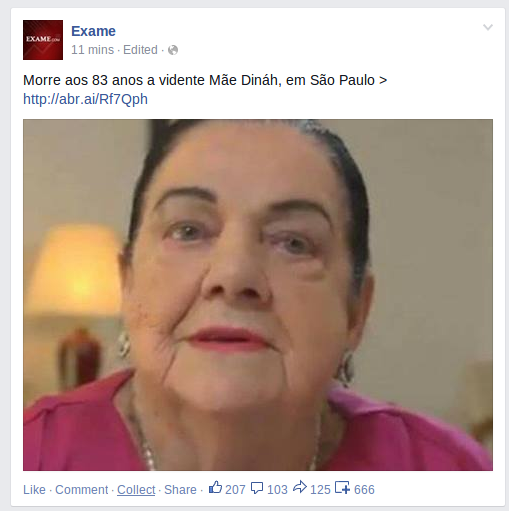 EXAME.COM
Exame
11 mins · Edited ·
Morre aos 83 anos a vidente Mãe Dináh, em São Paulo >
http://abr.ai/Rf7Qph
Like · Comment · Collect · Share · 207 103 125 666